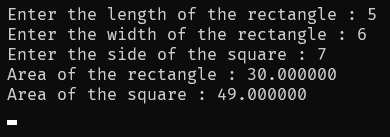 Enter the length of the rectangle : 5
Enter the width of the rectangle : 6
Enter the side of the square : 7
Area of the rectangle : 30.000000
Area of the square : 49.000000